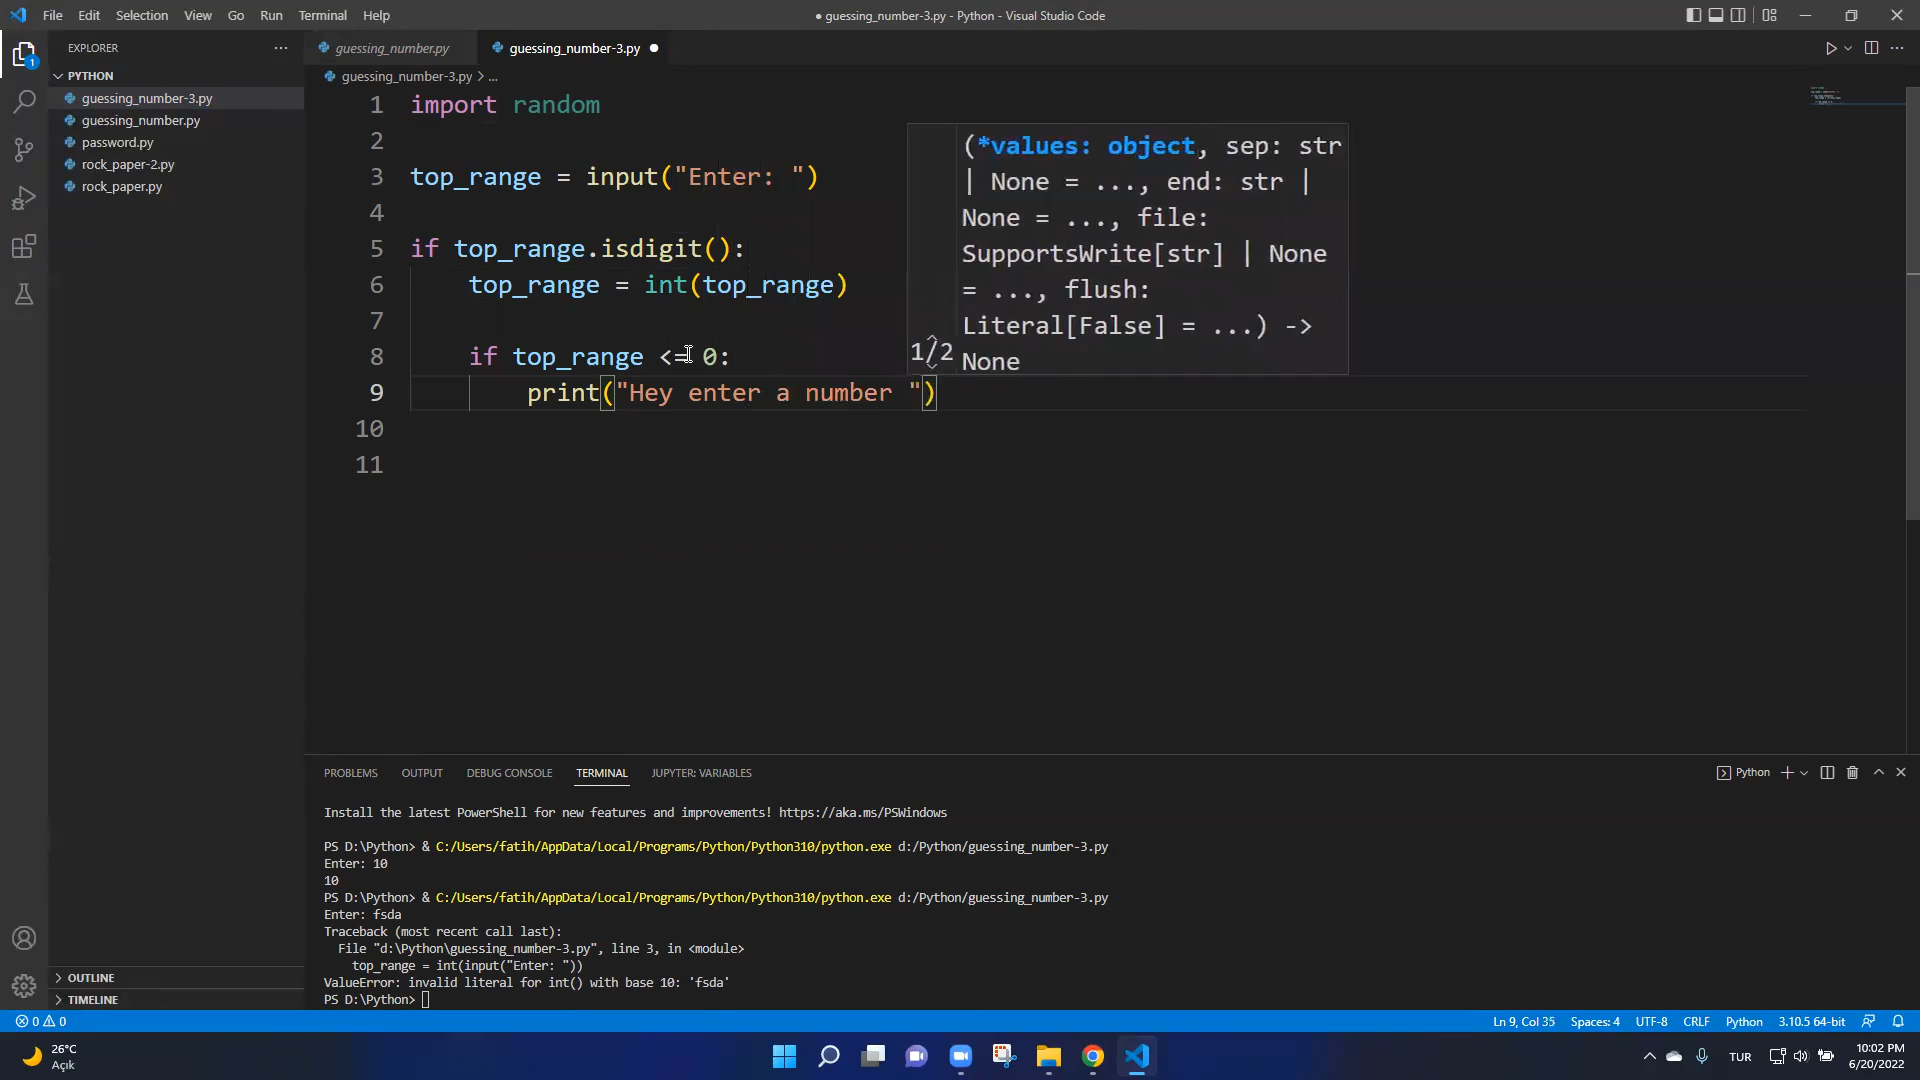 File Edit Selection View Go Run Terminal Help
● guessing_number-3.py - Python - Visual Studio Code
EXPLORER
guessing_number.py
guessing_number-3.py
PYTHON
guessing_number-3.py > ...
guessing_number-3.py
guessing_number.py
password.py
rock_paper-2.py
rock_paper.py
1
1 import random
2
3 top_range = input("Enter: ")
4
5 if top_range.isdigit():
6 top_range = int(top_range)
7
8 if top_range <= 0:
9 print("Hey enter a number ")
10
11
(*values: object, sep: str
| None = ..., end: str |
None = ..., file:
SupportsWrite[str] | None
= ..., flush:
Literal[False] = ...) ->
None
1/2
PROBLEMS OUTPUT DEBUG CONSOLE TERMINAL JUPYTER: VARIABLES
Python
Install the latest PowerShell for new features and improvements! https://aka.ms/PSWindows
PS D:\Python> & C:/Users/fatih/AppData/Local/Programs/Python/Python310/python.exe d:/Python/guessing_number-3.py
Enter: 10
10
PS D:\Python> & C:/Users/fatih/AppData/Local/Programs/Python/Python310/python.exe d:/Python/guessing_number-3.py
Enter: fsda
Traceback (most recent call last):
File "d:\Python\guessing_number-3.py", line 3, in <module>
top_range = int(input("Enter: "))
ValueError: invalid literal for int() with base 10: 'fsda'
PS D:\Python>
OUTLINE
TIMELINE
0 0
Ln 9, Col 35 Spaces: 4 UTF-8 CRLF Python 3.10.5 64-bit
26°C
Açık
TUR
10:02 PM
6/20/2022